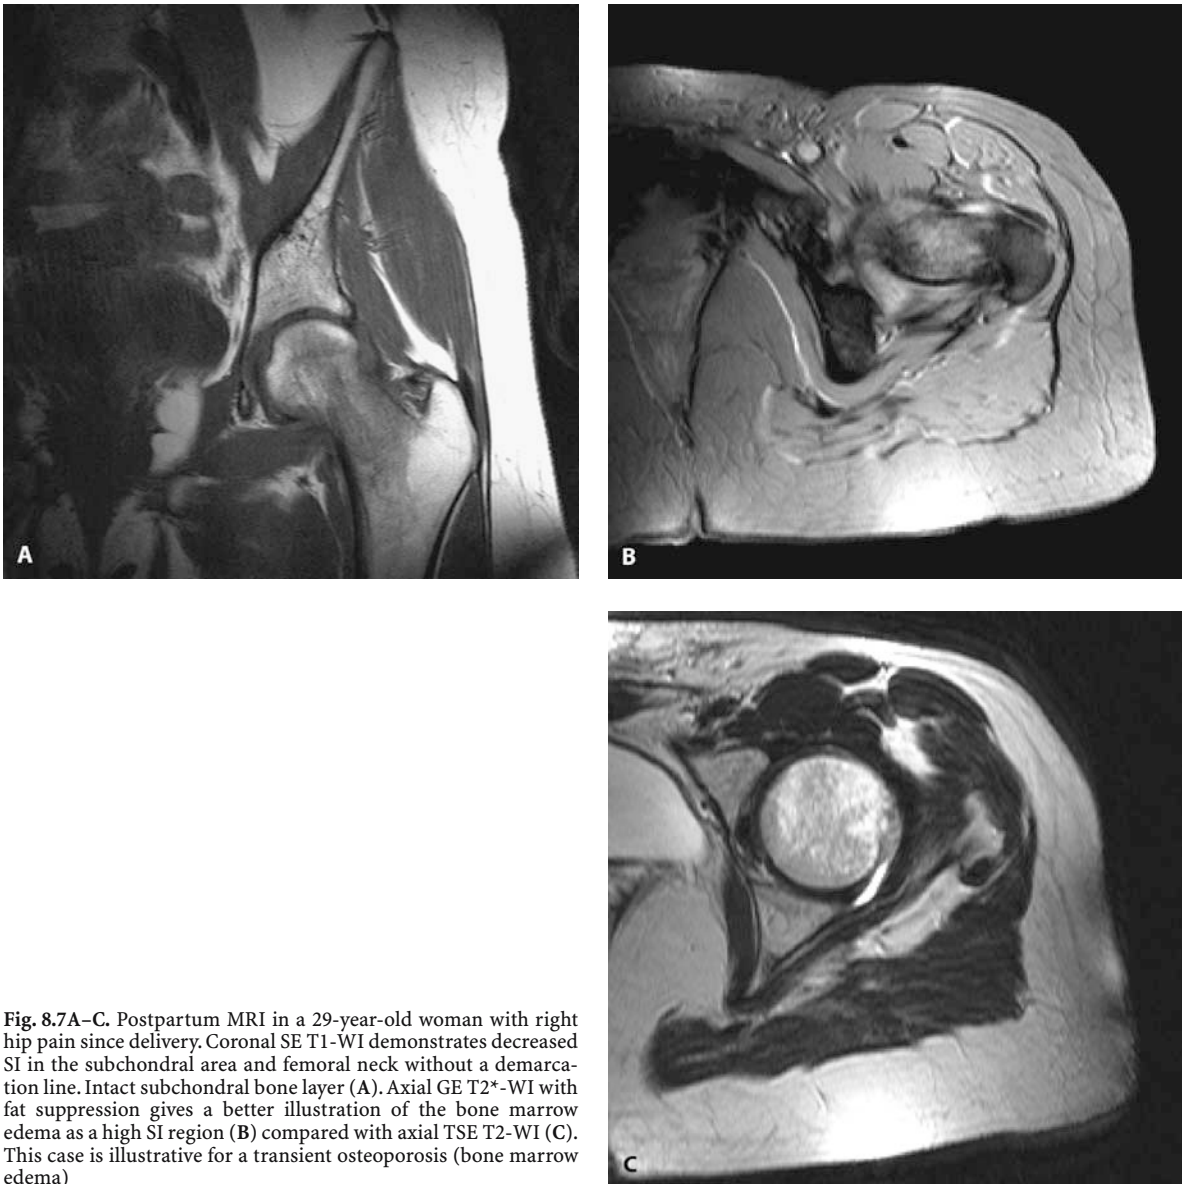 A
B
C
Fig. 8.7A–C. Postpartum MRI in a 29-year-old woman with right
hip pain since delivery. Coronal SE T1-WI demonstrates decreased
SI in the subchondral area and femoral neck without a demarca-
tion line. Intact subchondral bone layer (A). Axial GE T2*-WI with
fat suppression gives a better illustration of the bone marrow
edema as a high SI region (B) compared with axial TSE T2-WI (C).
This case is illustrative for a transient osteoporosis (bone marrow
edema)